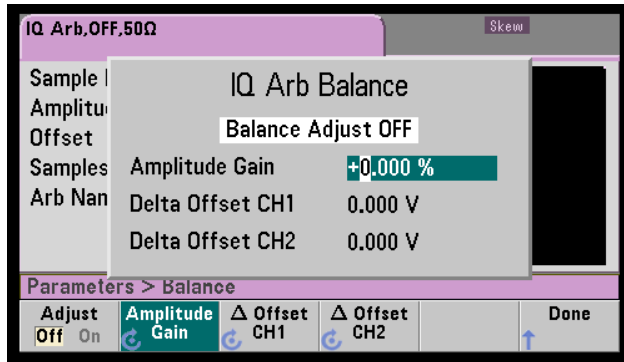 IQ Arb,OFF,50Ω
Skew
Sample
Offset
Samples
Arb
IQ Arb Balance
Balance Adjust OFF
Amplitude Gain +0.000 %
Delta Offset CH1 0.000 V
Delta Offset CH2 0.000 V
Parameters > Balance
Adjust
Off On
Amplitude
Gain
Δ Offset
CH1
Δ Offset
CH2
Done